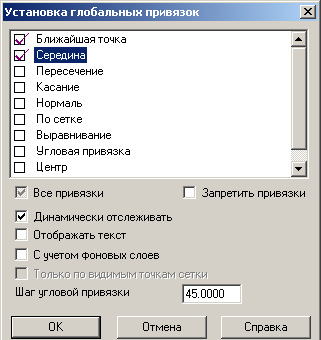 Установка глобальных привязок
Ближайшая точка
Середина
Пересечение
Касание
Нормаль
По сетке
Выравнивание
Угловая привязка
Центр
Все привязки Запретить привязки
Динамически отслеживать
Отображать текст
С учетом фоновых слоев
Только по видимым точкам сетки
Шаг угловой привязки 45.0000
OK Отмена Справка